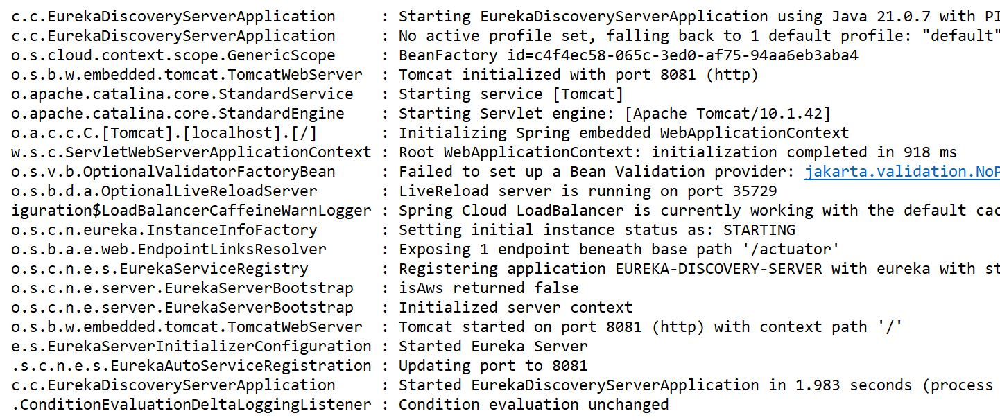 c.c.EurekaDiscoveryServerApplication     : Starting EurekaDiscoveryServerApplication using Java 21.0.7 with PI
c.c.EurekaDiscoveryServerApplication     : No active profile set, falling back to 1 default profile: "default"
o.s.cloud.context.scope.GenericScope     : BeanFactory id=c4f4ec58-065c-3ed0-af75-94aa6eb3aba4
o.s.b.w.embedded.tomcat.TomcatWebServer  : Tomcat initialized with port 8081 (http)
o.apache.catalina.core.StandardService   : Starting service [Tomcat]
o.apache.catalina.core.StandardEngine    : Starting Servlet engine: [Apache Tomcat/10.1.42]
o.a.c.c.C.[Tomcat].[localhost].[/]       : Initializing Spring embedded WebApplicationContext
w.s.c.ServletWebServerApplicationContext : Root WebApplicationContext: initialization completed in 918 ms
o.s.v.b.OptionalValidatorFactoryBean     : Failed to set up a Bean Validation provider: jakarta.validation.NoP
o.s.b.d.a.OptionalLiveReloadServer       : LiveReload server is running on port 35729
iguration$LoadBalancerCaffeineWarnLogger : Spring Cloud LoadBalancer is currently working with the default cac
o.s.c.n.eureka.InstanceInfoFactory       : Setting initial instance status as: STARTING
o.s.b.a.e.web.EndpointLinksResolver      : Exposing 1 endpoint beneath base path '/actuator'
o.s.c.n.e.s.EurekaServiceRegistry        : Registering application EUREKA-DISCOVERY-SERVER with eureka with st
o.s.c.n.e.server.EurekaServerBootstrap   : isAws returned false
o.s.c.n.e.server.EurekaServerBootstrap   : Initialized server context
o.s.b.w.embedded.tomcat.TomcatWebServer  : Tomcat started on port 8081 (http) with context path '/'
e.s.EurekaServerInitializerConfiguration : Started Eureka Server
.s.c.n.e.s.EurekaAutoServiceRegistration : Updating port to 8081
c.c.EurekaDiscoveryServerApplication     : Started EurekaDiscoveryServerApplication in 1.983 seconds (process
.ConditionEvaluationDeltaLoggingListener : Condition evaluation unchanged